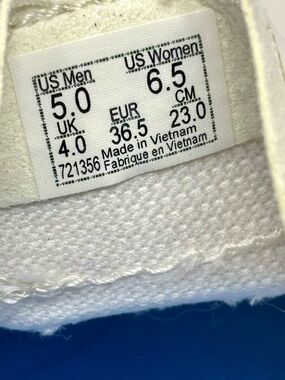 US Men US Women
5.0 6.5
UK EUR CM
4.0 36.5 23.0
Made in Vietnam
721356 Fabrique en Vietnam